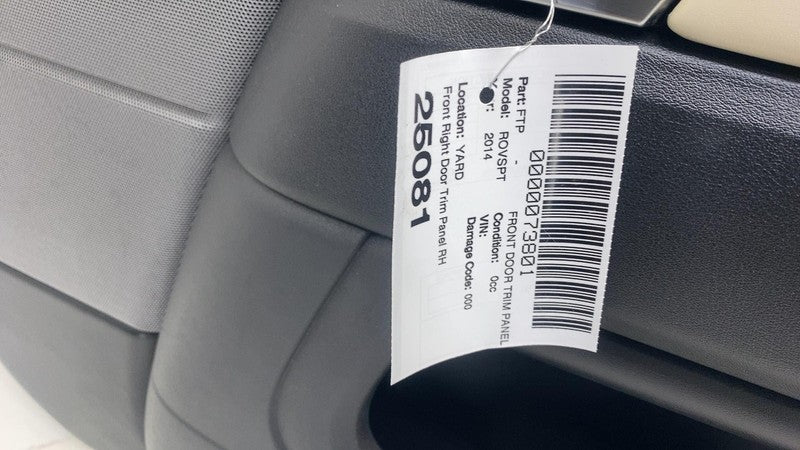 0000073801
Part: FTP - FRONT DOOR TRIM PANEL
Model: ROVSPT Condition: 0cc
2014 VIN:
Damage Code: 000
Location: YARD
Front Right Door Trim Panel RH
25081